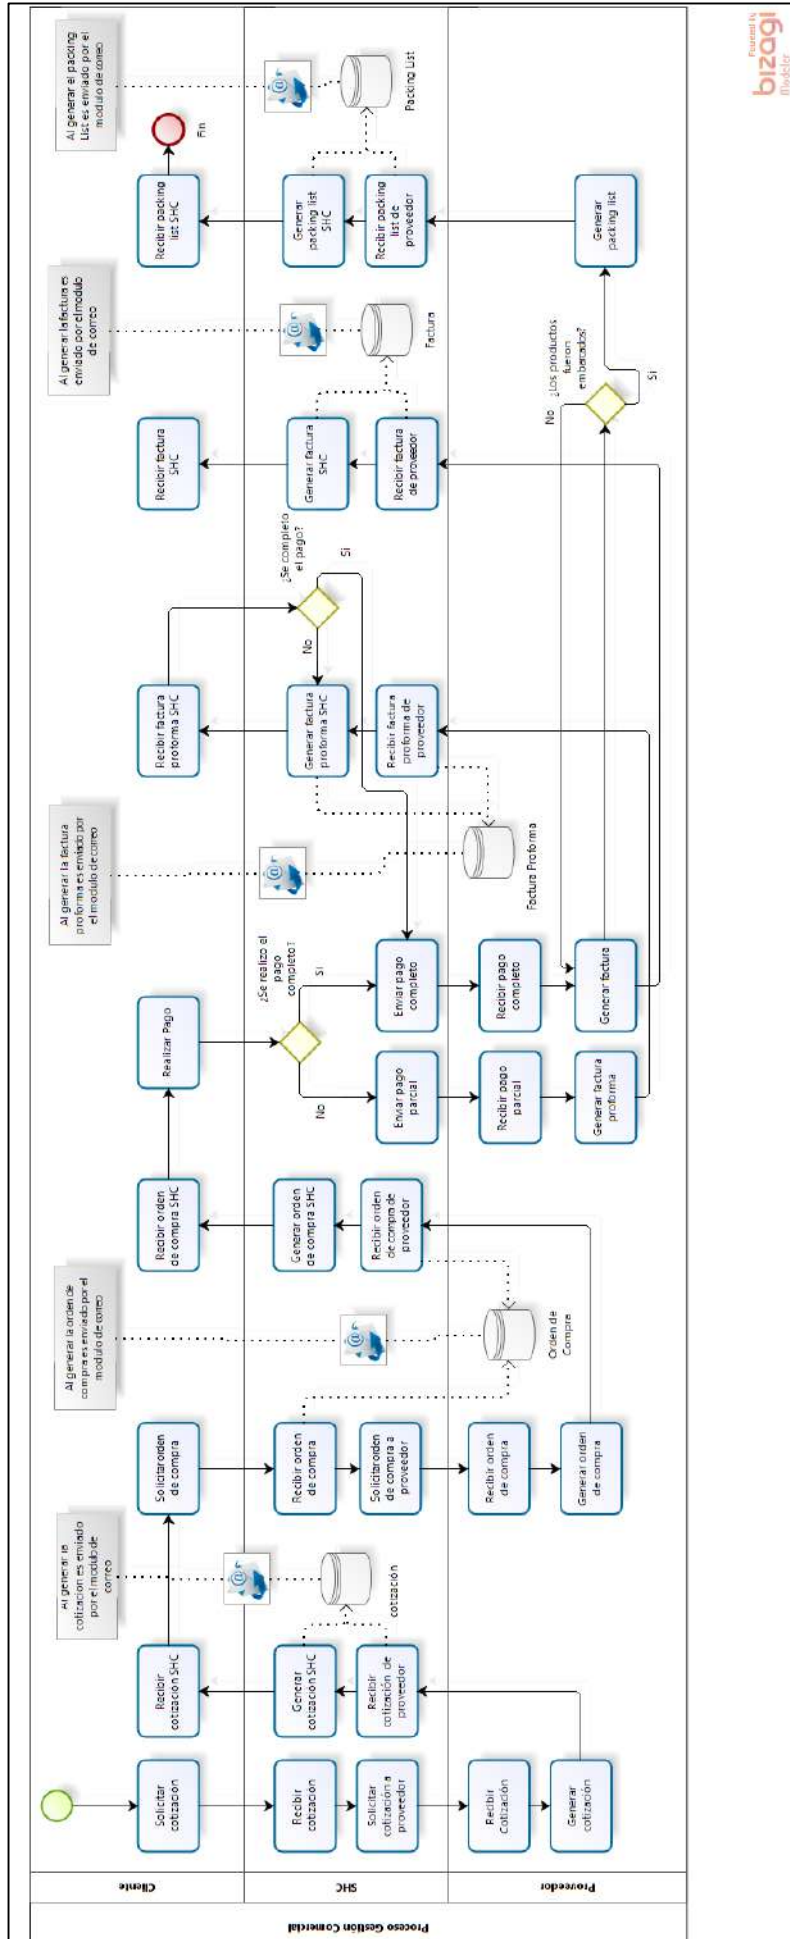 Proceso Gestión Comercial
Cliente
SHC
Proveedor
Solicitar
cotización
Recibir
cotización
Solicitar
cotización a
proveedor
Recibir
Cotización
Generar
cotización
Recibir
cotización de
proveedor
Generar
cotización SHC
cotización
Al generar la
cotizacion es enviado
por el modulo de
correo
Recibir
cotización SHC
Solicitar orden
de compra
Recibir orden
de compra
Solicitar orden
de compra a
proveedor
Recibir orden
de compra
Generar orden
de compra
Orden de
Compra
Al generar la orden de
compra es enviado por el
modulo de correo
Recibir orden
de compra de
proveedor
Generar orden
de compra SHC
Recibir orden
de compra SHC
Realizar Pago
¿Se realizo el
pago
completo?
No
Si
Enviar pago
parcial
Enviar pago
completo
Recibir pago
parcial
Recibir pago
completo
Generar factura
proforma
Generar factura
Al generar la factura
proforma es enviado por
el modulo de correo
Factura Proforma
Recibir factura
proforma SHC
Generar factura
proforma SHC
Recibir factura
proforma de
proveedor
¿Se completo
el pago?
No
Si
Recibir factura
SHC
Generar factura
SHC
Recibir factura
de proveedor
Al generar la factura es
enviado por el modulo
de correo
Factura
¿Los productos
fueron
embarcados?
No
Si
Generar
packing list
Recibir packing
list de
proveedor
Generar
packing list
SHC
Recibir packing
list SHC
Fin
Al generar el packing
List es enviado por el
modulo de correo
Packing List
Powered by
bizagi
Modeler